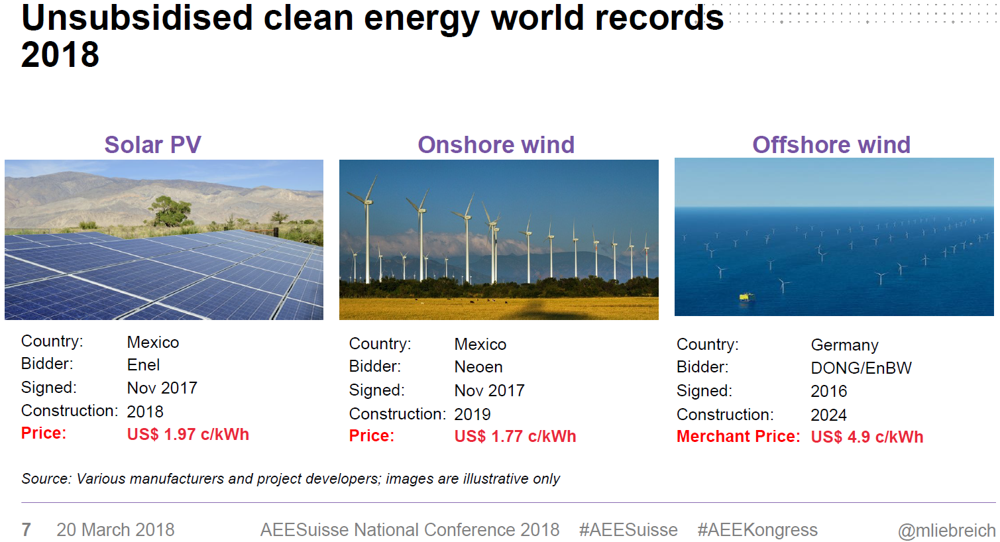 Unsubsidised clean energy world records
2018
Solar PV
Country: Mexico
Bidder: Enel
Signed: Nov 2017
Construction: 2018
Price: US$ 1.97 c/kWh
Onshore wind
Country: Mexico
Bidder: Neoen
Signed: Nov 2017
Construction: 2019
Price: US$ 1.77 c/kWh
Offshore wind
Country: Germany
Bidder: DONG/EnBW
Signed: 2016
Construction: 2024
Merchant Price: US$ 4.9 c/kWh
Source: Various manufacturers and project developers; images are illustrative only
7 20 March 2018 AEESuisse National Conference 2018 #AEESuisse #AEEKongress @mliebreich